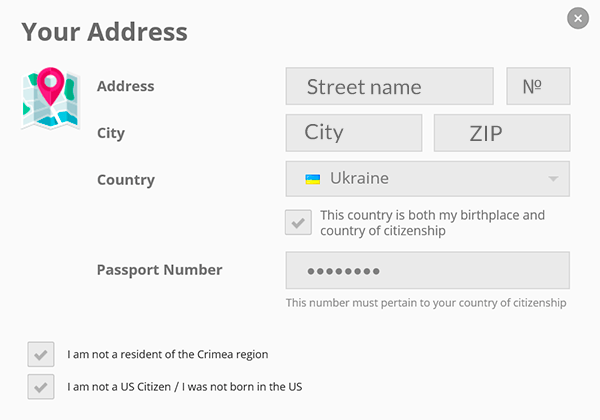 Your Address
Address Street name №
City City ZIP
Country Ukraine
This country is both my birthplace and
country of citizenship
Passport Number ••••••••
This number must pertain to your country of citizenship
I am not a resident of the Crimea region
I am not a US Citizen / I was not born in the US